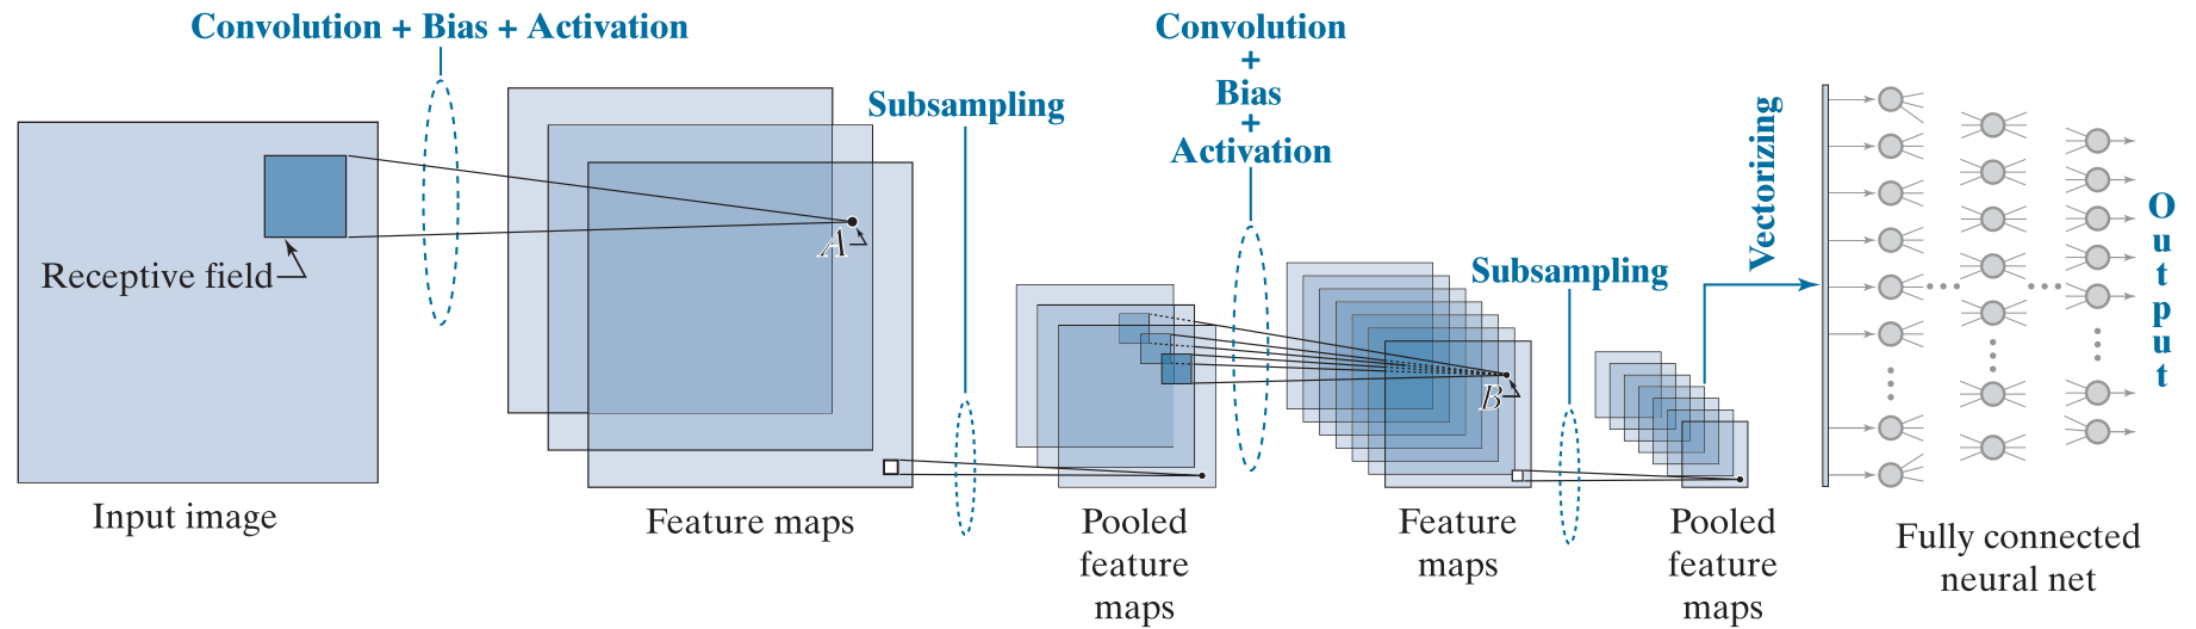 Convolution + Bias + Activation
Convolution
+
Bias
+
Activation
Subsampling
Subsampling
Vectorizing
Receptive field
A
B
Output
Input image
Feature maps
Pooled
feature
maps
Feature
maps
Pooled
feature
maps
Fully connected
neural net